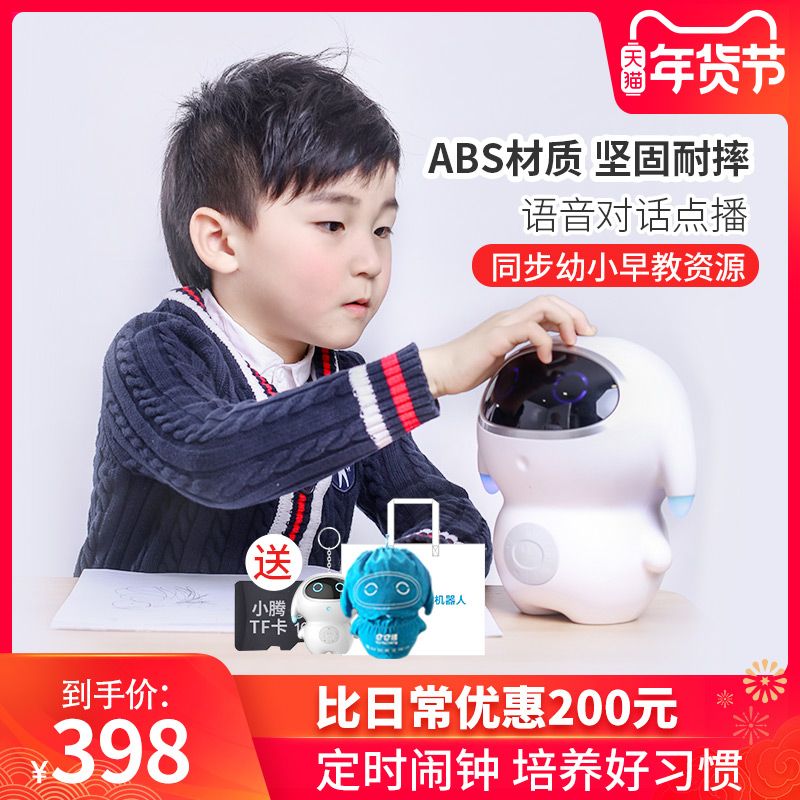 天猫
年货节
ABS材质 坚固耐摔
语音对话点播
同步幼小早教资源
送
小腾
TF卡
机器人
到手价:
¥398
比日常优惠200元
定时闹钟 培养好习惯